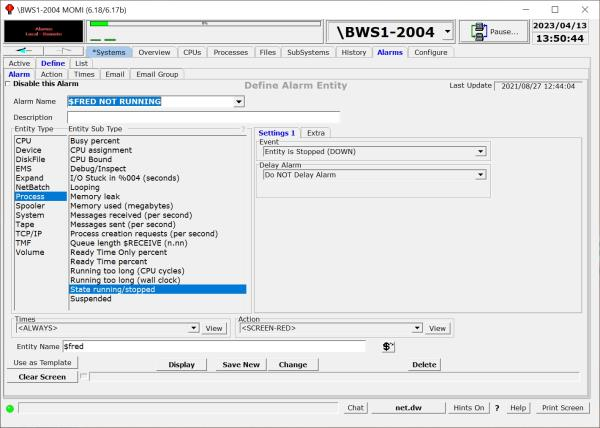 \BWS1-2004 MOMI (6.18/6.17b)
Alarms:
Local - Remote
\BWS1-2004
Pause...
2023/04/13
13:50:44
*Systems Overview CPUs Processes Files SubSystems History Alarms Configure
Active Define List
Alarm Action Times Email Email Group
Disable this Alarm
Define Alarm Entity
Last Update 2021/08/27 12:44:04
Alarm Name $FRED NOT RUNNING
Description
Entity Type
CPU
Device
DiskFile
EMS
Expand
NetBatch
Process
Spooler
System
Tape
TCP/IP
TMF
Volume
Entity Sub Type
Busy percent
CPU assignment
CPU Bound
Debug/Inspect
I/O Stuck in %004 (seconds)
Looping
Memory leak
Memory used (megabytes)
Messages received (per second)
Messages sent (per second)
Process creation requests (per second)
Queue length $RECEIVE (n.nn)
Ready Time Only percent
Ready Time
Running too long (CPU cycles)
Running too long (wall clock)
State running/stopped
Suspended
Settings 1 Extra
Event
Entity is Stopped (DOWN)
Delay Alarm
Do NOT Delay Alarm
Times
<ALWAYS>
View
Action
<SCREEN-RED>
View
Entity Name $fred
$~
Use as Template
Display Save New Change Delete
Clear Screen
Chat net.dw Hints On ? Help Print Screen